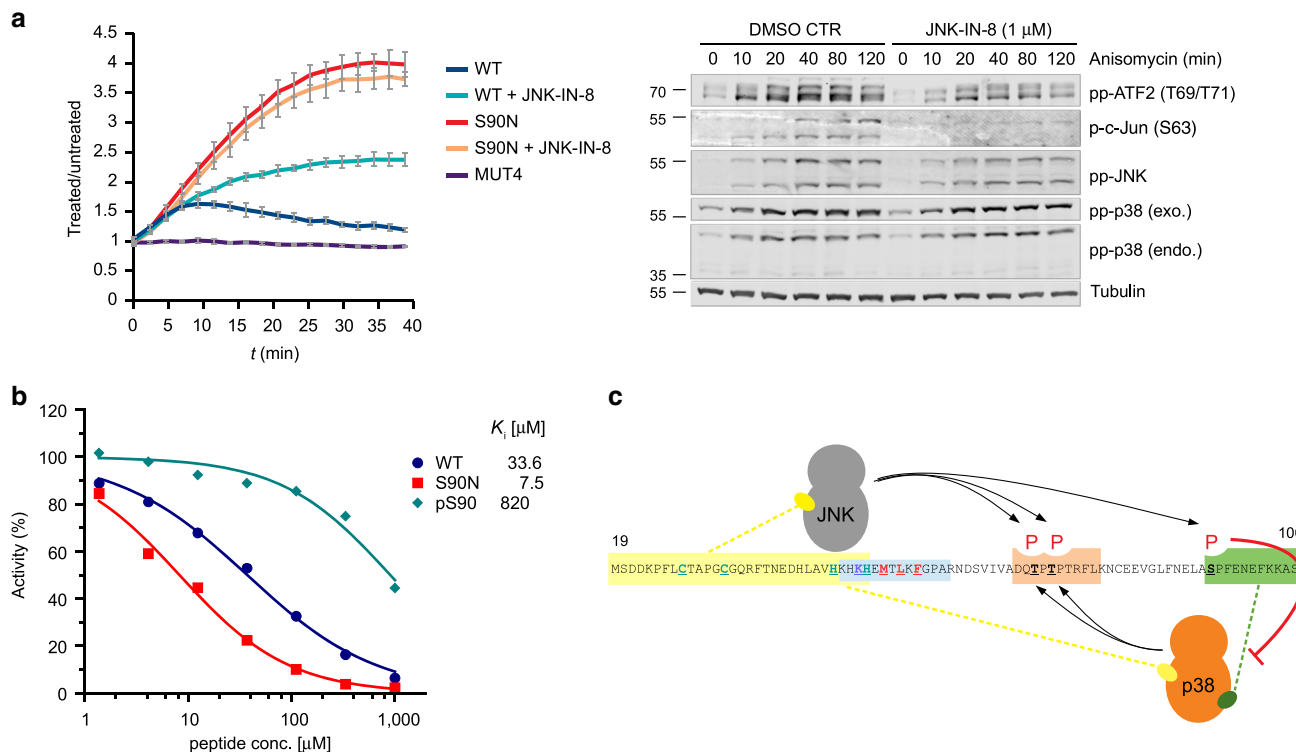 a
4.5
4
3.5
3
2.5
2
1.5
1
0.5
0
Treated/untreated
0 5 10 15 20 25 30 35 40
t (min)
WT
WT + JNK-IN-8
S90N
S90N + JNK-IN-8
MUT4
DMSO CTR JNK-IN-8 (1 μM)
0 10 20 40 80 120 0 10 20 40 80 120 Anisomycin (min)
70 pp-ATF2 (T69/T71)
55 p-c-Jun (S63)
55 pp-JNK
55 pp-p38 (exo.)
pp-p38 (endo.)
35
55 Tubulin
b
120
100
80
60
40
20
0
Activity (%)
1 10 100 1,000
peptide conc. [μM]
Ki [μM]
WT 33.6
S90N 7.5
pS90 820
c
JNK
19 P P P 100
MSDDKPFLCTAPGCGQRFTNEDHLAVHKHKHEMTLKFGPARNDSVIVADQTPTPTRFLKNCEEVGLFNELASPFENEFKKAS
p38